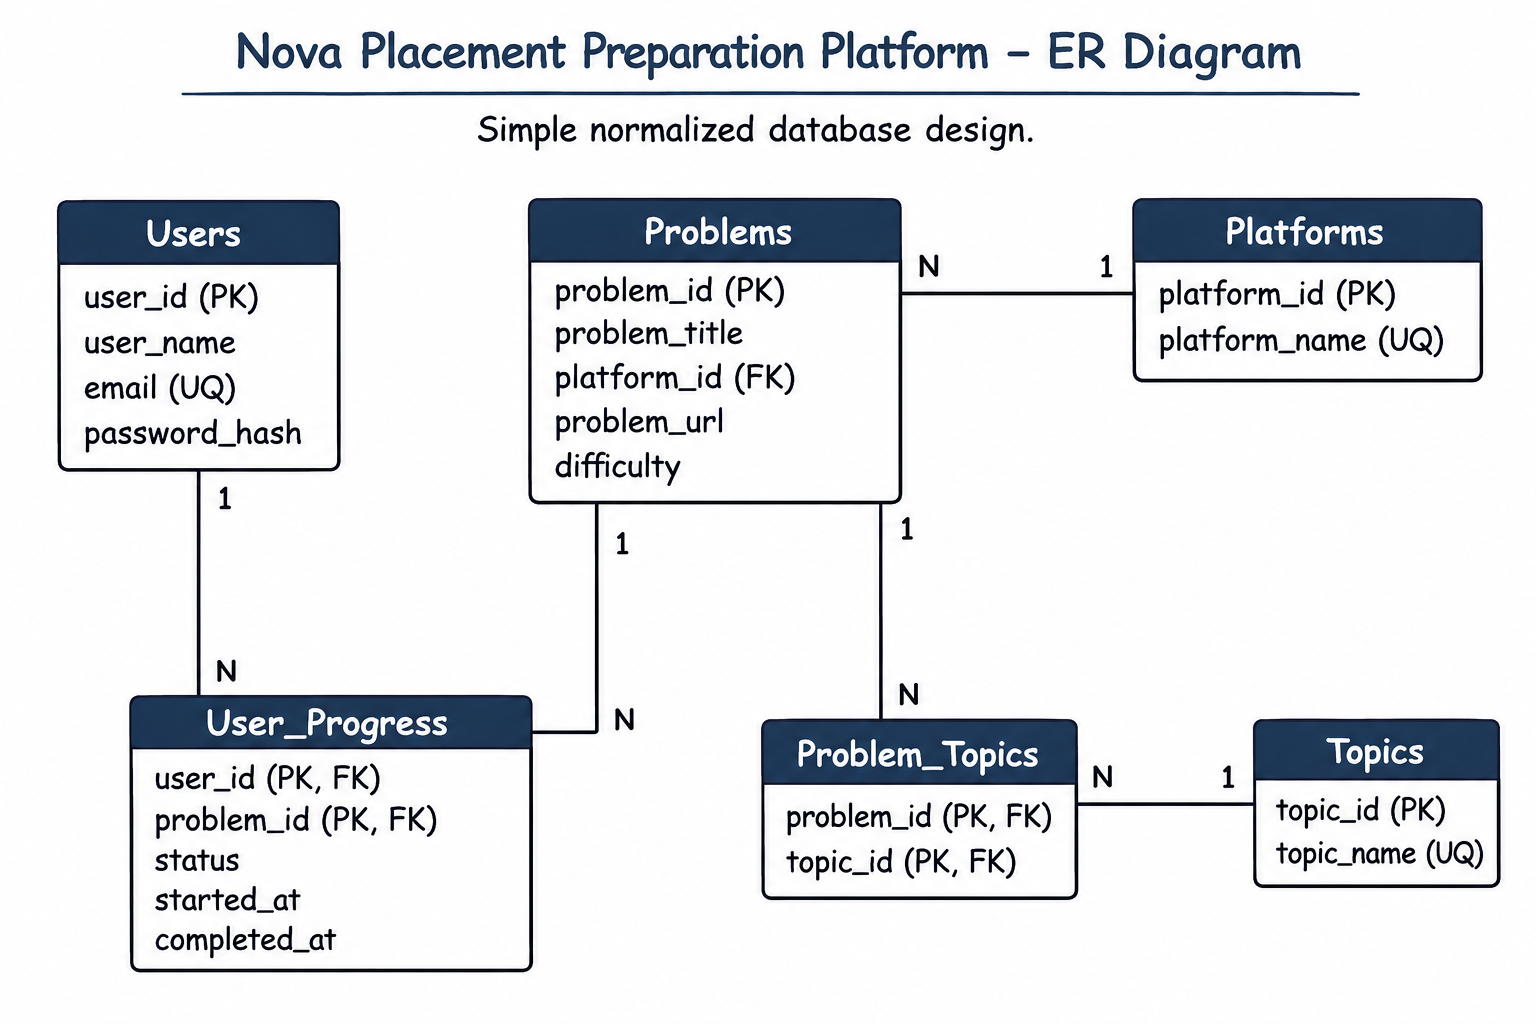 Nova Placement Preparation Platform – ER Diagram
Simple normalized database design.
Users
user_id (PK)
user_name
email (UQ)
password_hash
Problems
problem_id (PK)
problem_title
platform_id (FK)
problem_url
difficulty
N
1
Platforms
platform_id (PK)
platform_name (UQ)
1
N
1
N
1
N
User_Progress
user_id (PK, FK)
problem_id (PK, FK)
status
started_at
completed_at
Problem_Topics
problem_id (PK, FK)
topic_id (PK, FK)
N
1
Topics
topic_id (PK)
topic_name (UQ)